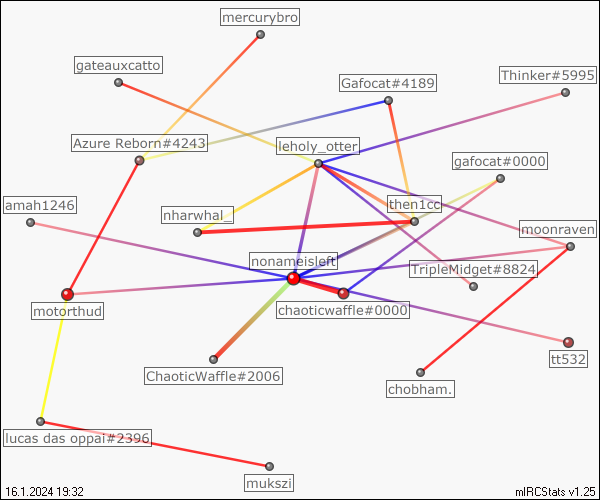 mercurybro
gateauxcatto
Thinker#5995
Gafocat#4189
Azure Reborn#4243
leholy_otter
gafocat#0000
amah1246
then1cc
nharwhal_
moonraven
nonameisleft
TripleMidget#8824
motorthud
chaoticwaffle#0000
tt532
ChaoticWaffle#2006
chobham.
lucas das oppai#2396
mukszi
16.1.2024 19:32
mIRCStats v1.25